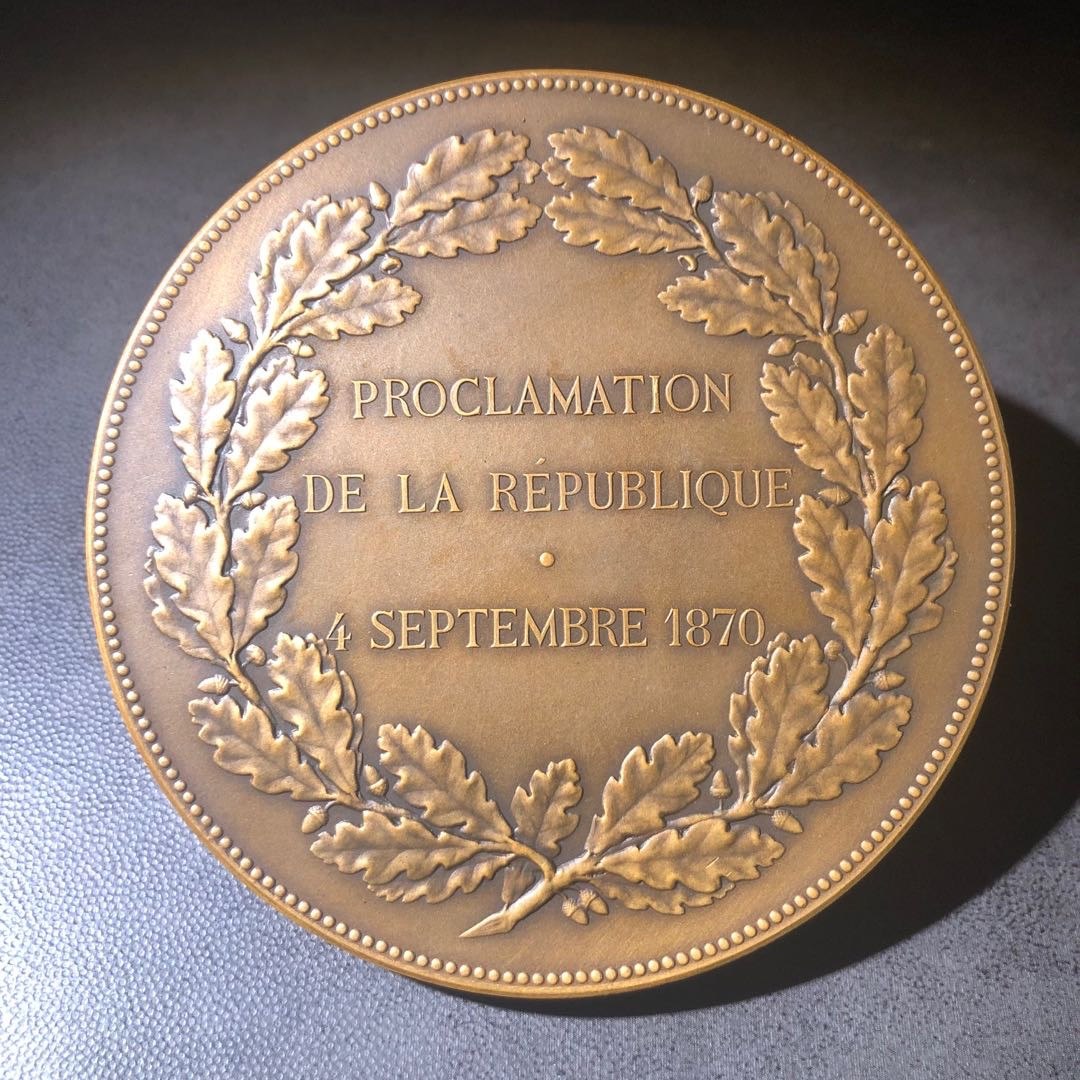 PROCLAMATION
DE LA RÉPUBLIQUE
4 SEPTEMBRE 1870